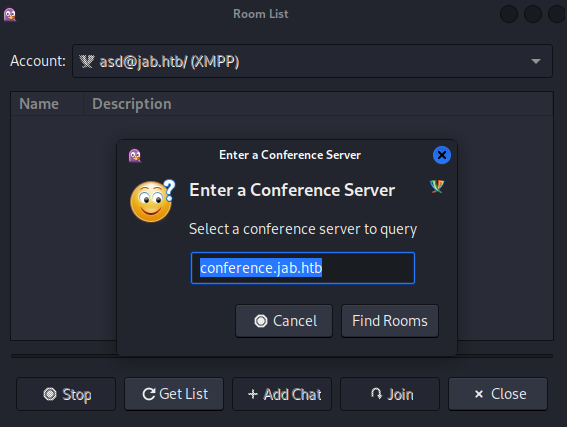 Room List
Account: asd@jab.htb/ (XMPP)
Name Description
Enter a Conference Server
Enter a Conference Server
Select a conference server to query
conference.jab.htb
Cancel Find Rooms
Stop Get List Add Chat Join Close